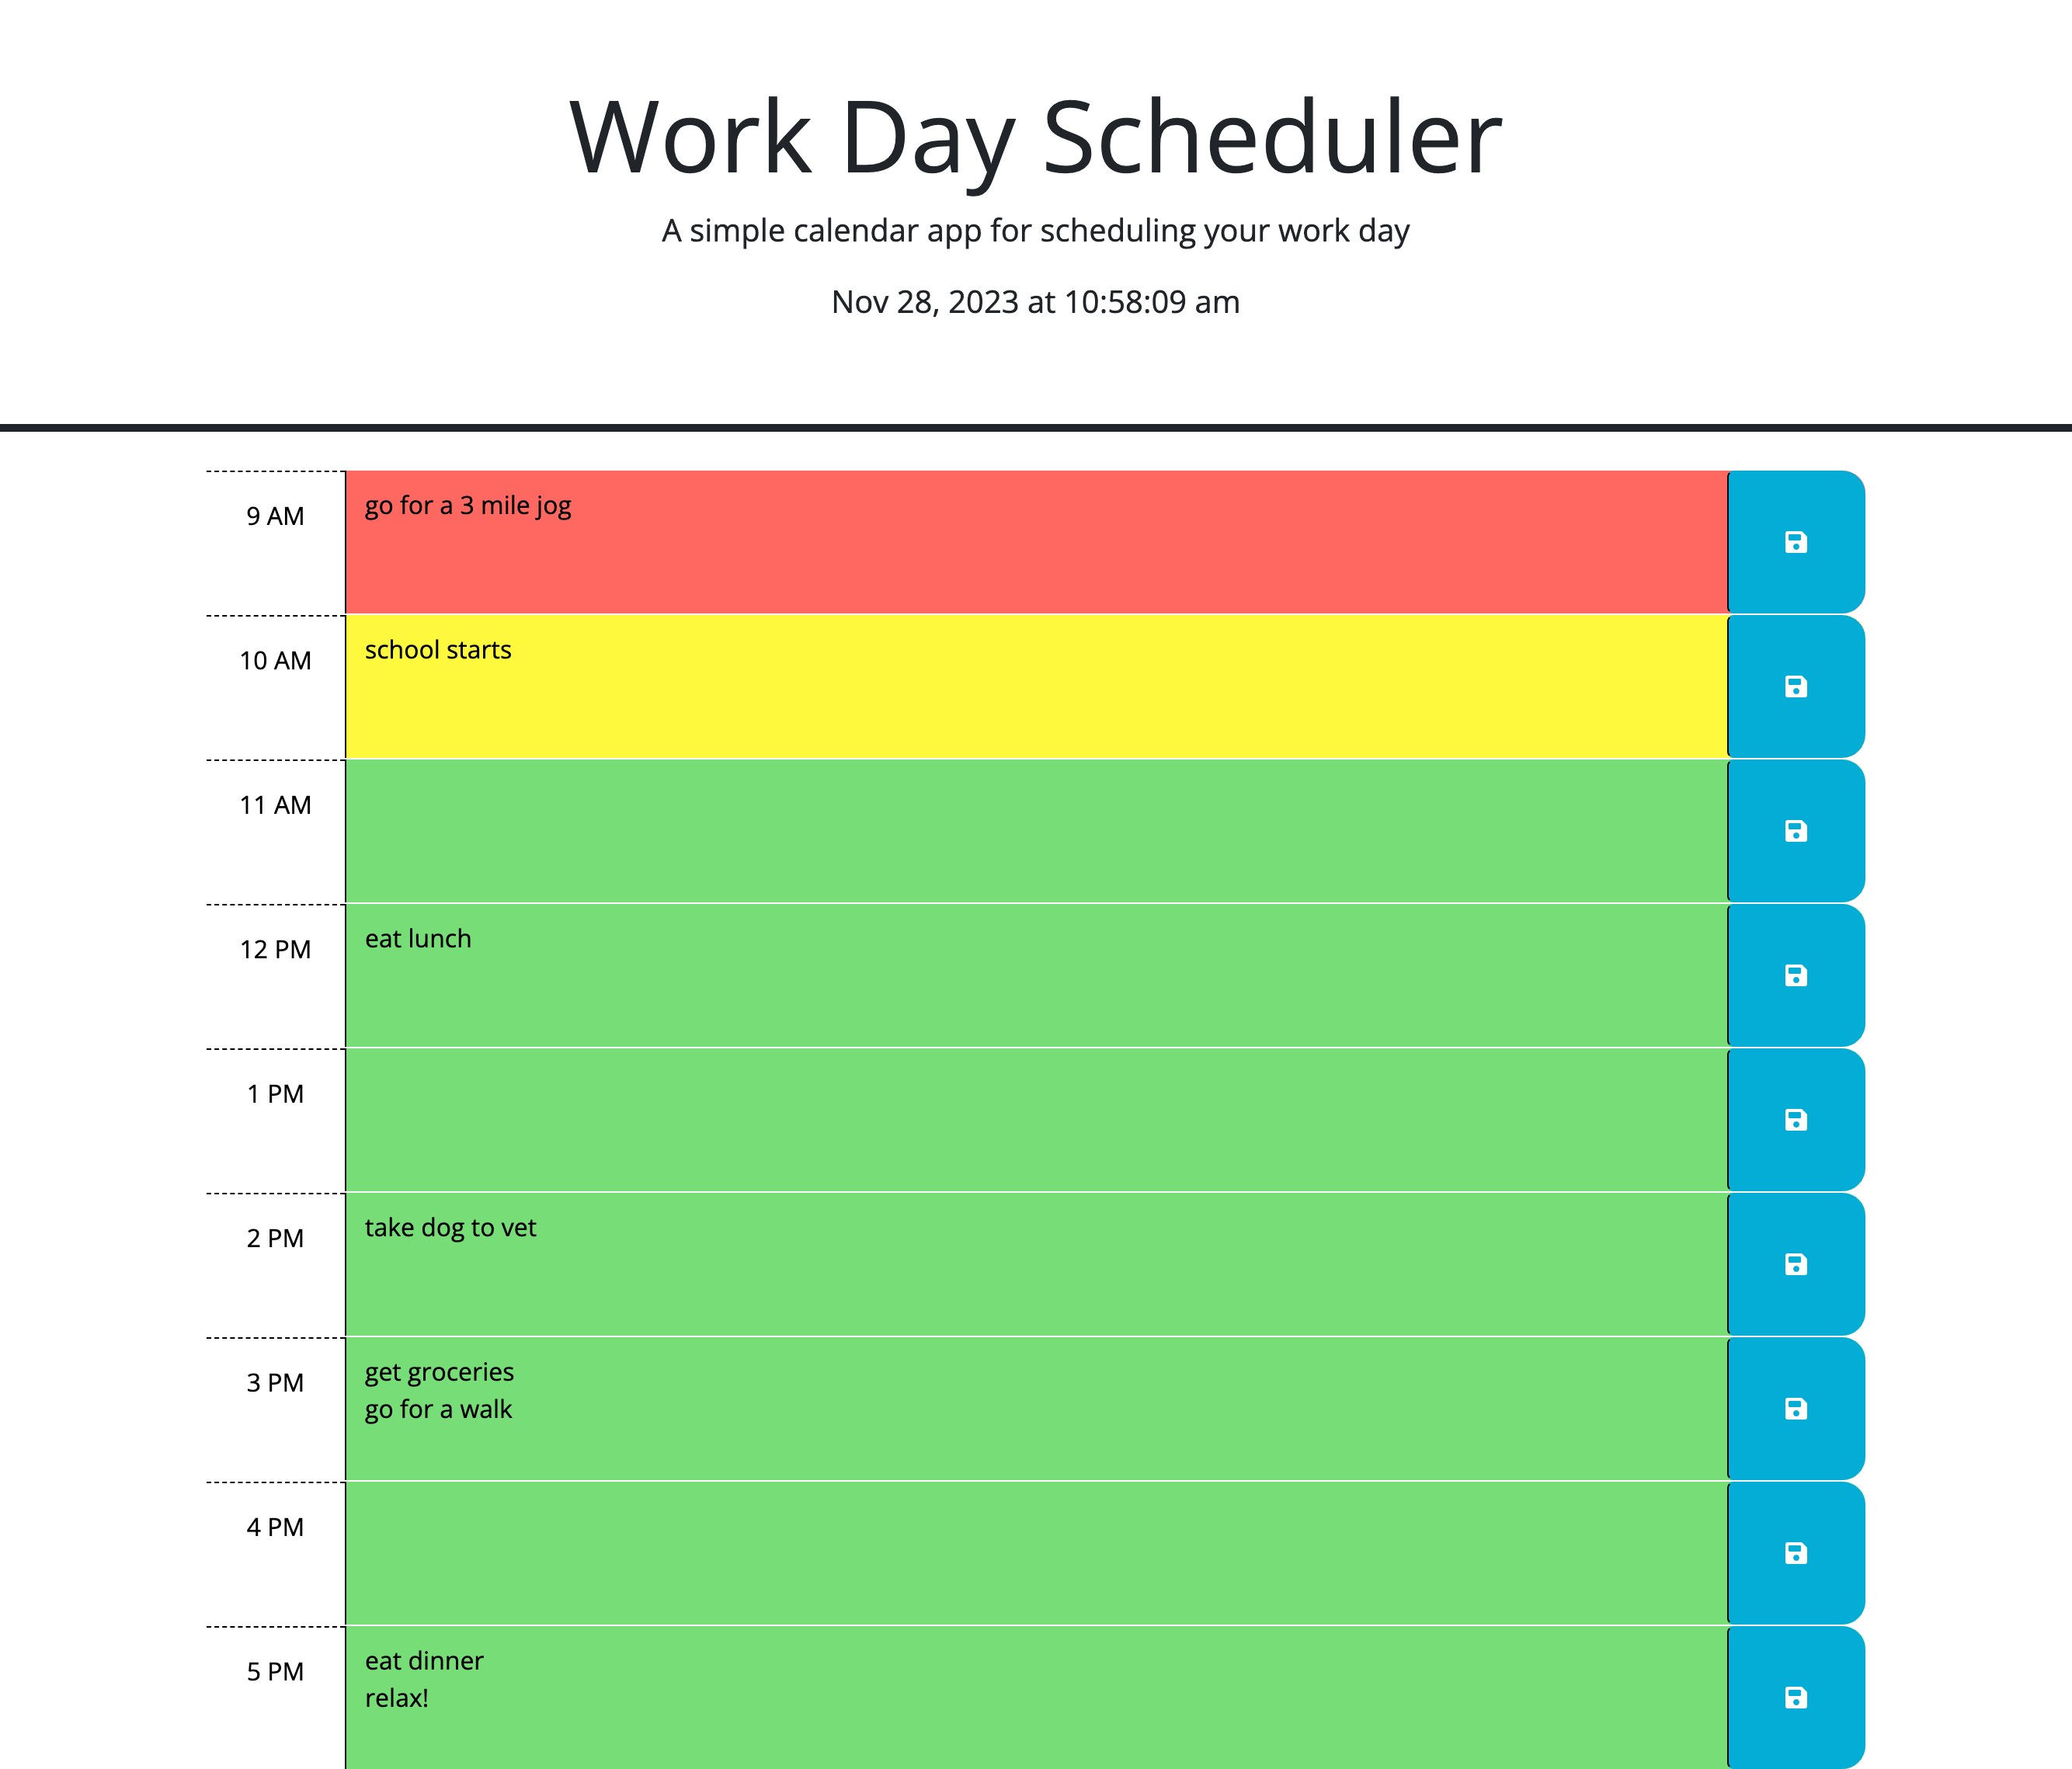 Work Day Scheduler
A simple calendar app for scheduling your work day
Nov 28, 2023 at 10:58:09 am
9 AM
go for a 3 mile jog
10 AM
school starts
11 AM
12 PM
eat lunch
1 PM
2 PM
take dog to vet
3 PM
get groceries
go for a walk
4 PM
5 PM
eat dinner
relax!